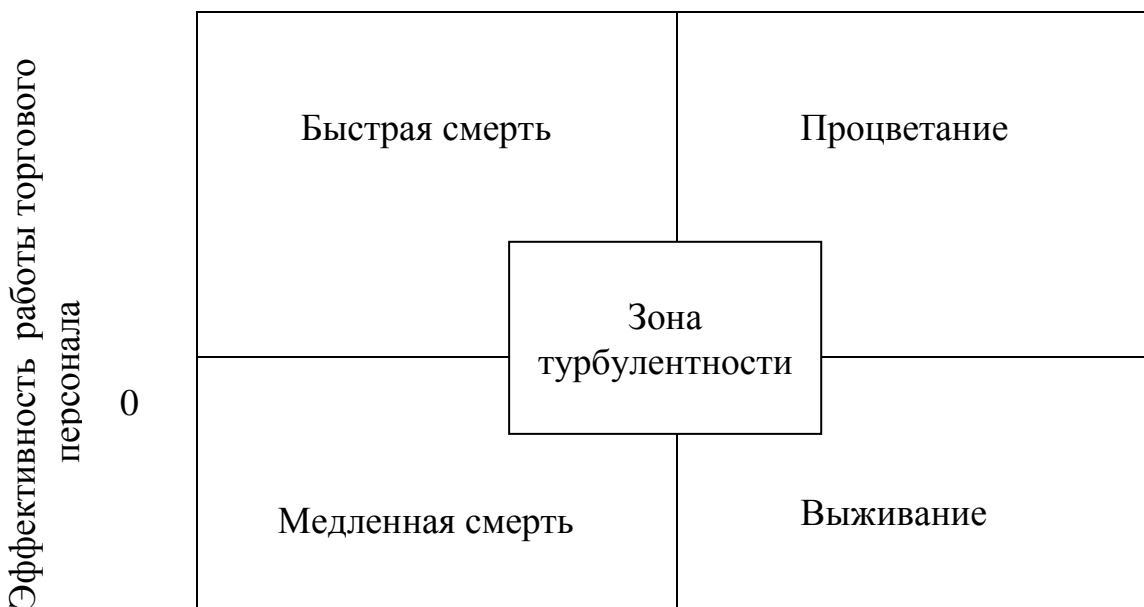 Эффективность работы торгового
персонала
0
Быстрая смерть
Процветание
Зона
турбулентности
Медленная смерть
Выживание